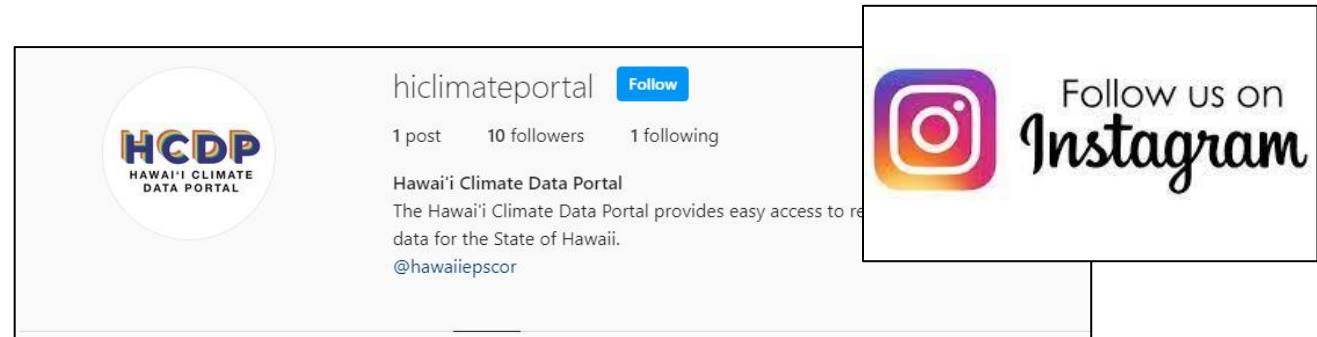 HCDP
HAWAI'I CLIMATE
DATA PORTAL
hiclimateportal Follow
1 post 10 followers 1 following
Hawai'i Climate Data Portal
The Hawai'i Climate Data Portal provides easy access to
data for the State of Hawaii.
@hawaiiepscor
Follow us on
Instagram